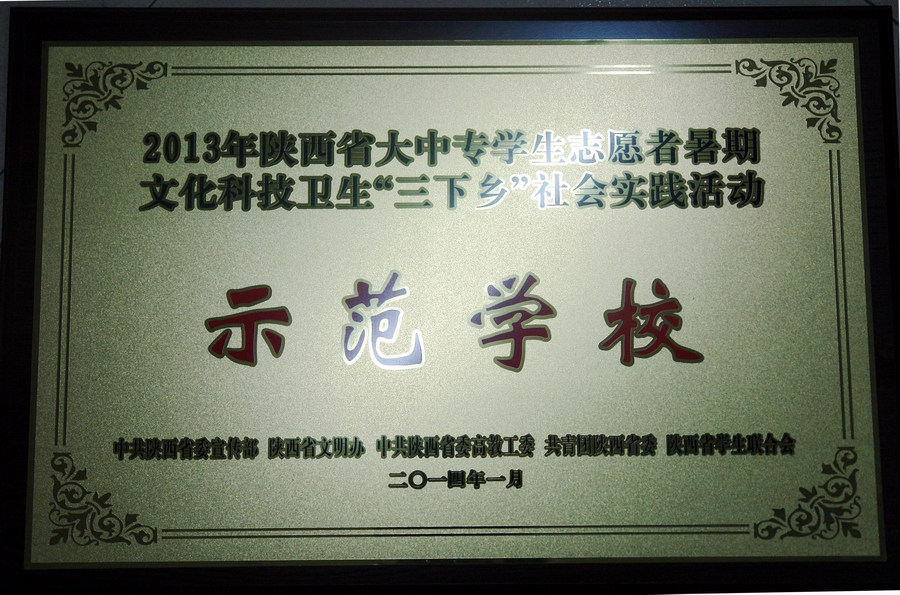 2013年陕西省大中专学生志愿者暑期
文化科技卫生“三下乡”社会实践活动
示范学校
中共陕西省委宣传部 陕西省文明办 中共陕西省委高教工委 共青团陕西省委 陕西省学生联合会
二〇一四年一月